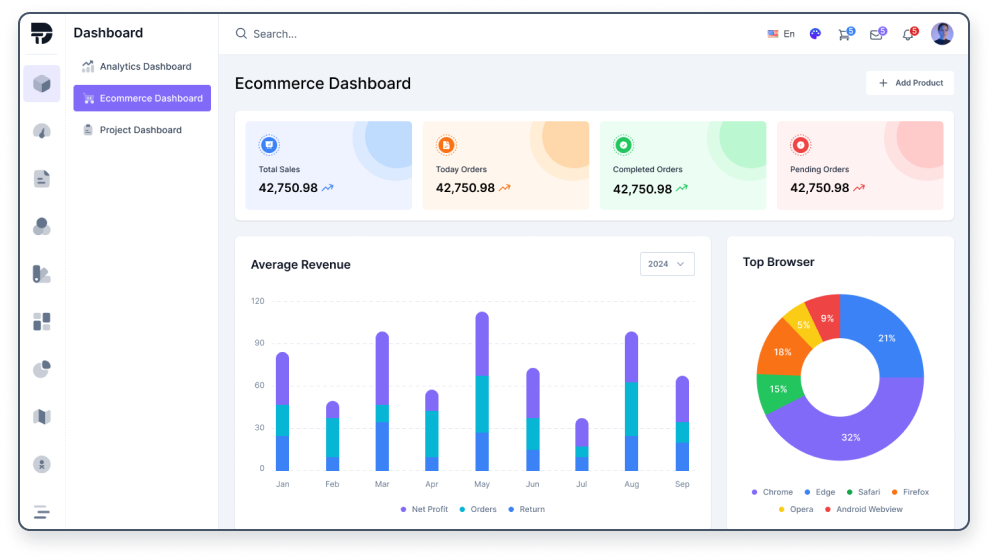 Dashboard
Search...
En
5
5
5
Analytics Dashboard
Ecommerce Dashboard
Project Dashboard
Ecommerce Dashboard
Add Product
Total Sales
42,750.98
Today Orders
42,750.98
Completed Orders
42,750.98
Pending Orders
42,750.98
Average Revenue
2024
120
90
60
30
0
Jan Feb Mar Apr May Jun Jul Aug Sep
Net Profit Orders Return
Top Browser
21%
32%
15%
18%
5%
9%
Chrome Edge Safari Firefox
Opera Android Webview